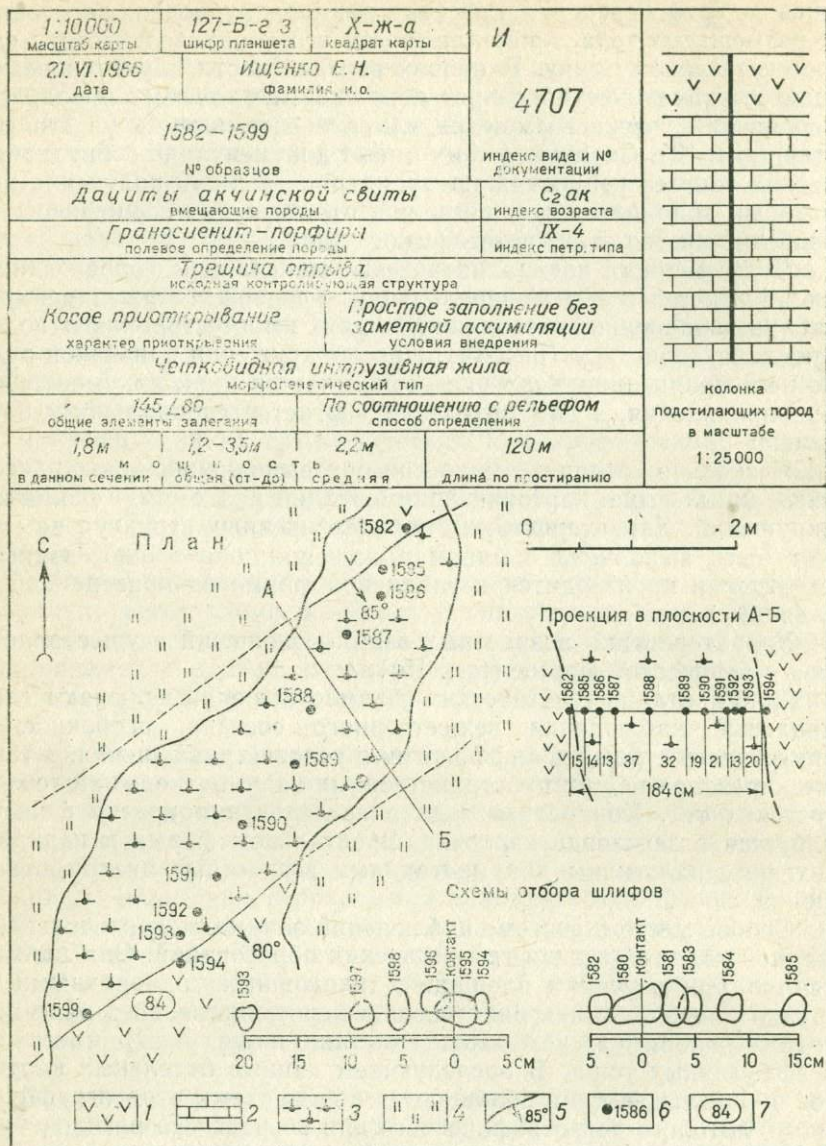 1:10000 127-Б-г 3 X-ж-а И
масштаб карты шифр планшета квадрат карты
21.VI.1966 Ищенко Е.Н.
дата фамилия, и.о.
4707
1582-1599
№ образцов
индекс вида и № документации
Дациты акчинской свиты C₂ак
вмещающие породы индекс возраста
Граносиенит-порфиры IX-4
полевое определение породы индекс петр. типа
Трещина отрыва
исходная контролирующая структура
Косое приоткрывание Простое заполнение без заметной ассимиляции
характер приоткрывания условия внедрения
Четковидная интрузивная жила
морфогенетический тип
145∠80 По соотношению с рельефом
общие элементы залегания способ определения
1,8м 1,2-3,5м 2,2м 120м
мощность
в данном сечении общая (от-до) средняя длина по простиранию
колонка
подстилающих пород
в масштабе
1:25000
План
С
А
Б
1582
1585
1586
85°
1587
1588
1589
1590
1591
1592
1593
1594
1599
84
80°
0 2м
Проекция в плоскости А-Б
1582 1585 1586 1587 1588 1589 1590 1591 1592 1593 1594
15 14 13 37 32 19 19 21 13 20
184см
Схемы отбора шлифов
1593 1597 1598 1596 контакт 1595 1594
20 15 10 5 0 5см
1582 1580 контакт 1581 1583 1584 1585
5 0 5 10 15см
1 2 3 4 85° 5 1586 6 84 7